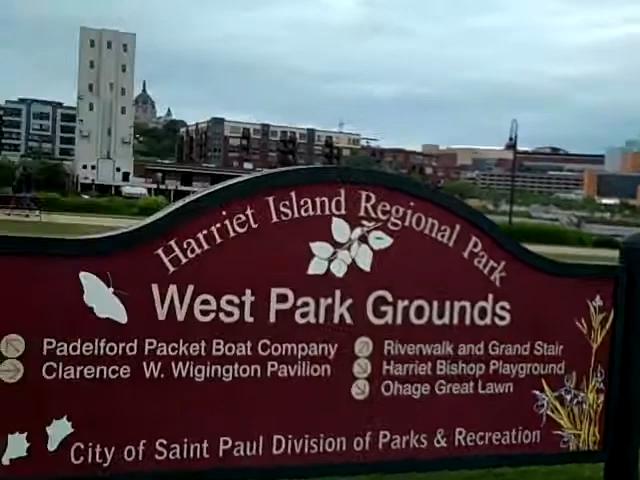 Harriet Island Regional Park
West Park Grounds
Padelford Packet Boat Company
Clarence W. Wigington Pavilion
Riverwalk and Grand Stair
Harriet Bishop Playground
Ohage Great Lawn
City of Saint Paul Division of Parks & Recreation